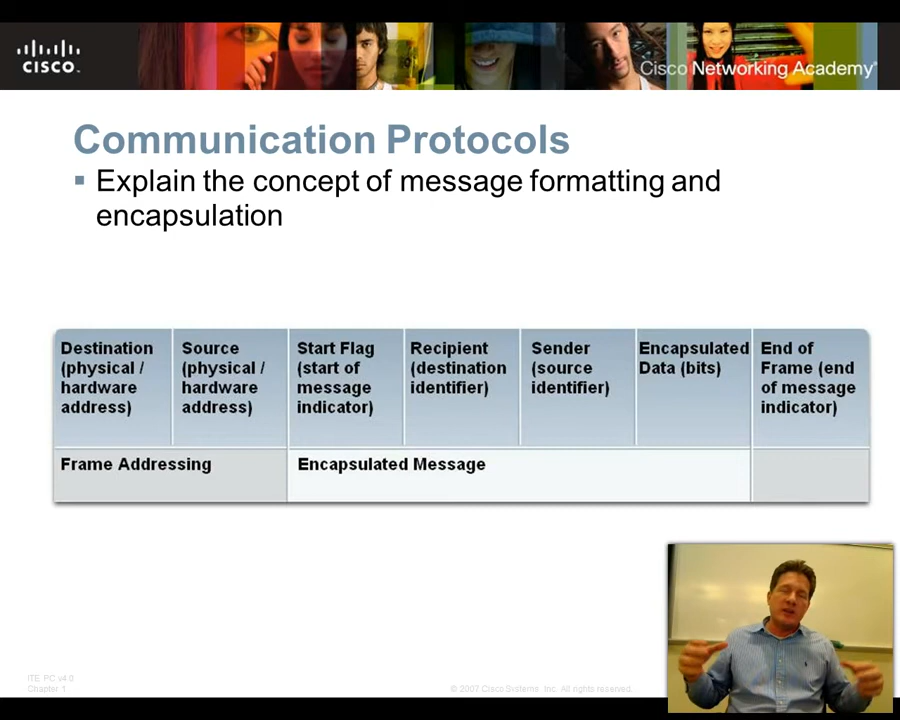 CISCO
Cisco Networking Academy
Communication Protocols
Explain the concept of message formatting and
encapsulation
Destination
(physical /
hardware
address)
Source
(physical /
hardware
address)
Start Flag
(start of
message
indicator)
Recipient
(destination
identifier)
Sender
(source
identifier)
Encapsulated
Data (bits)
End of
Frame (end
of message
indicator)
Frame Addressing
Encapsulated Message
ITE PC v4.0
Chapter 1
© 2007 Cisco Systems, Inc. All rights reserved.